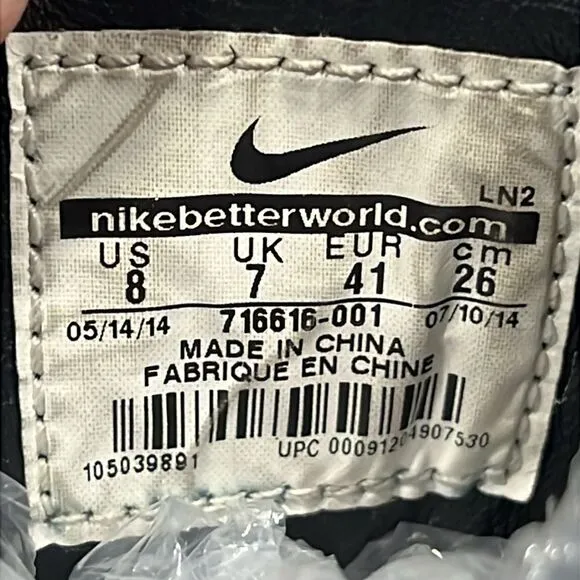 LN2
nikebetterworld.com
US UK EUR cm
8 7 41 26
05/14/14 716616-001 07/10/14
MADE IN CHINA
FABRIQUE EN CHINE
105039891 UPC 00091204907530